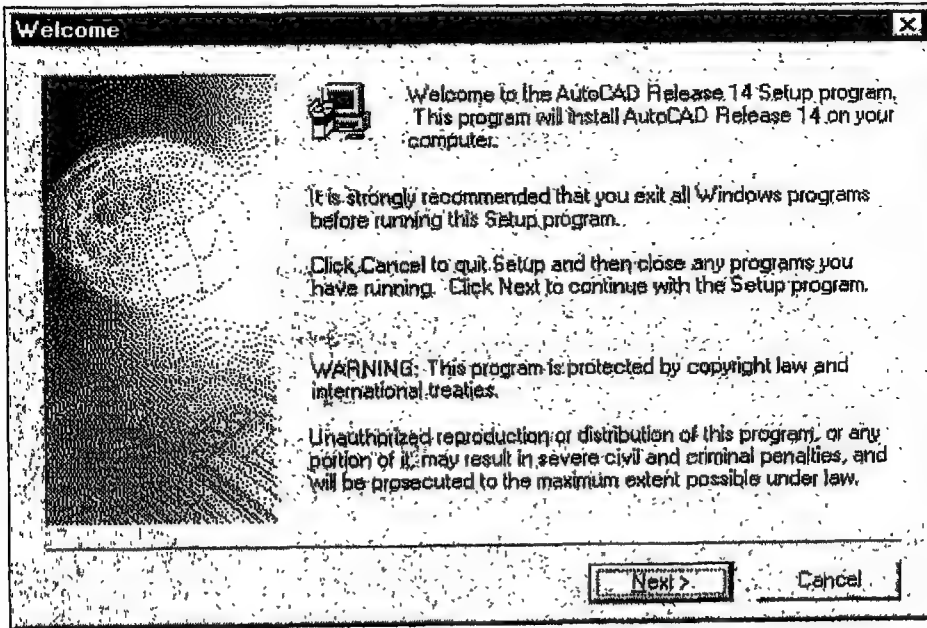 Welcome
Welcome to the AutoCAD Release 14 Setup program.
This program will install AutoCAD Release 14 on your
computer.
It is strongly recommended that you exit all Windows programs
before running this Setup program.
Click Cancel to quit Setup and then close any programs you
have running. Click Next to continue with the Setup program.
WARNING: This program is protected by copyright law and
international treaties.
Unauthorized reproduction or distribution of this program, or any
portion of it, may result in severe civil and criminal penalties, and
will be prosecuted to the maximum extent possible under law.
Next >
Cancel